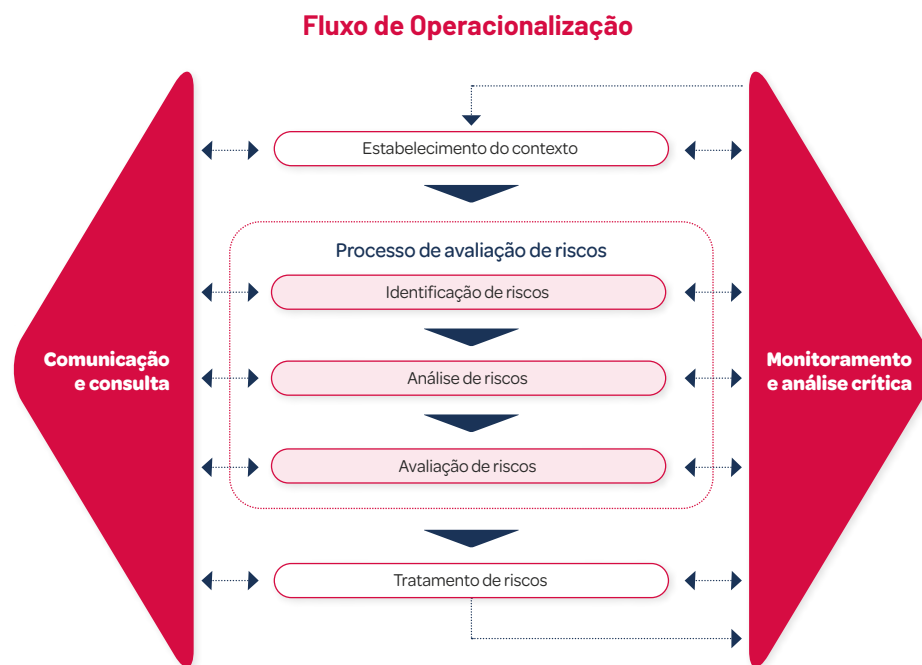 Fluxo de Operacionalização
Estabelecimento do contexto
Processo de avaliação de riscos
Identificação de riscos
Comunicação
e consulta
Análise de riscos
Monitoramento
e análise crítica
Avaliação de riscos
Tratamento de riscos